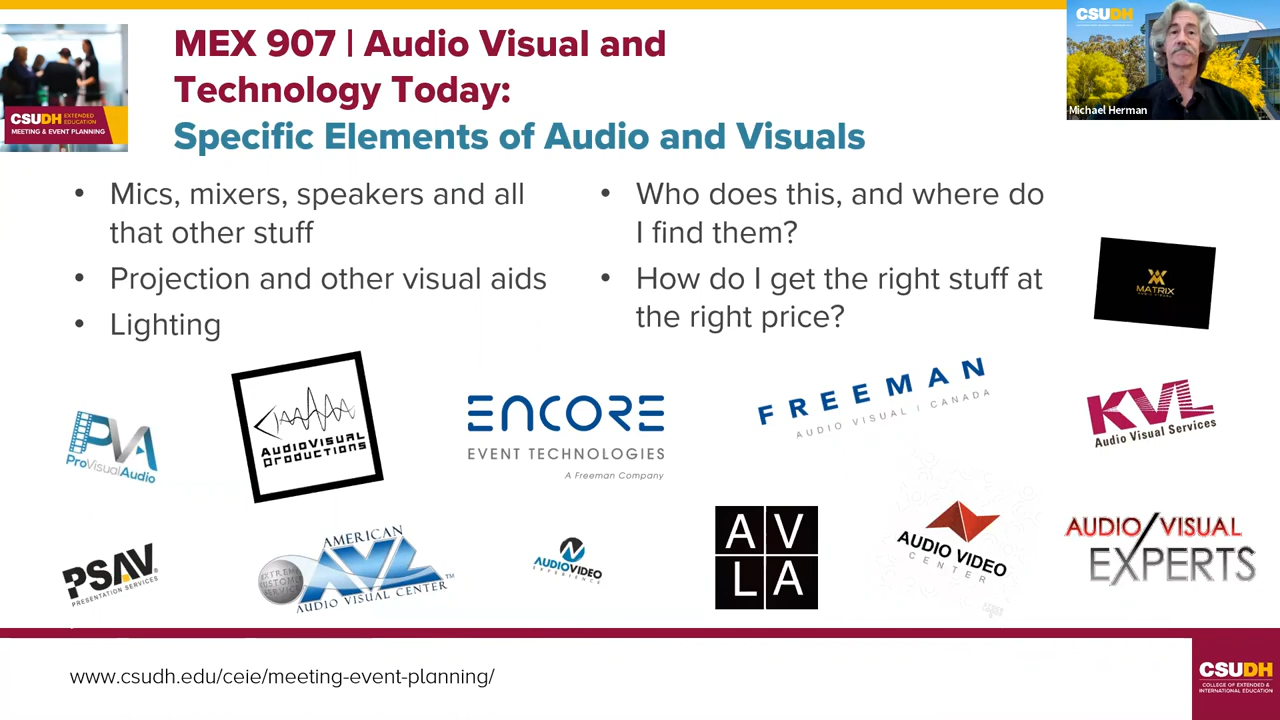 MEX 907 | Audio Visual and
Technology Today:
Specific Elements of Audio and Visuals
CSUDH EXTENDED
EDUCATION
MEETING & EVENT PLANNING
CSUDH
Michael Herman
• Mics, mixers, speakers and all
that other stuff
• Projection and other visual aids
• Lighting
• Who does this, and where do
I find them?
• How do I get the right stuff at
the right price?
MATRIX
PVA
ProVisualAudio
AUDIOVISUAL
PRODUCTIONS
ENCORE
EVENT TECHNOLOGIES
A Freeman Company
FREEMAN
AUDIO VISUAL | CANADA
KVL
Audio Visual Services
PSAV®
PRESENTATION SERVICES
AMERICAN
AVL
AUDIO VISUAL CENTER™
AUDIOVIDEO
EXPERIENCE
AV
LA
AUDIO VIDEO
CENTER
AUDIO/VISUAL
EXPERTS
www.csudh.edu/ceie/meeting-event-planning/
CSUDH
COLLEGE OF EXTENDED &
INTERNATIONAL EDUCATION